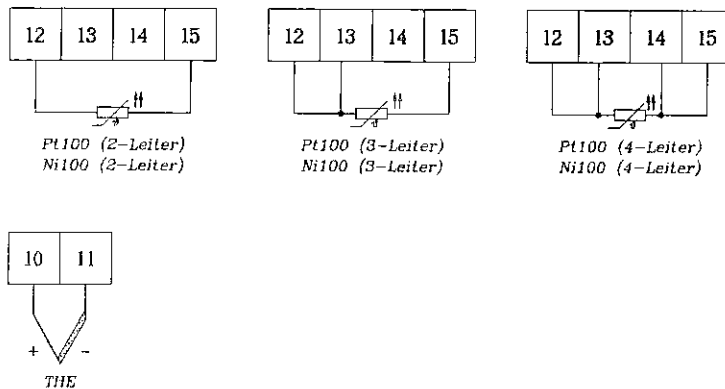 12 13 14 15
Pt100 (2-Leiter)
Ni100 (2-Leiter)
12 13 14 15
Pt100 (3-Leiter)
Ni100 (3-Leiter)
12 13 14 15
Pt100 (4-Leiter)
Ni100 (4-Leiter)
10 11
+ -
THE